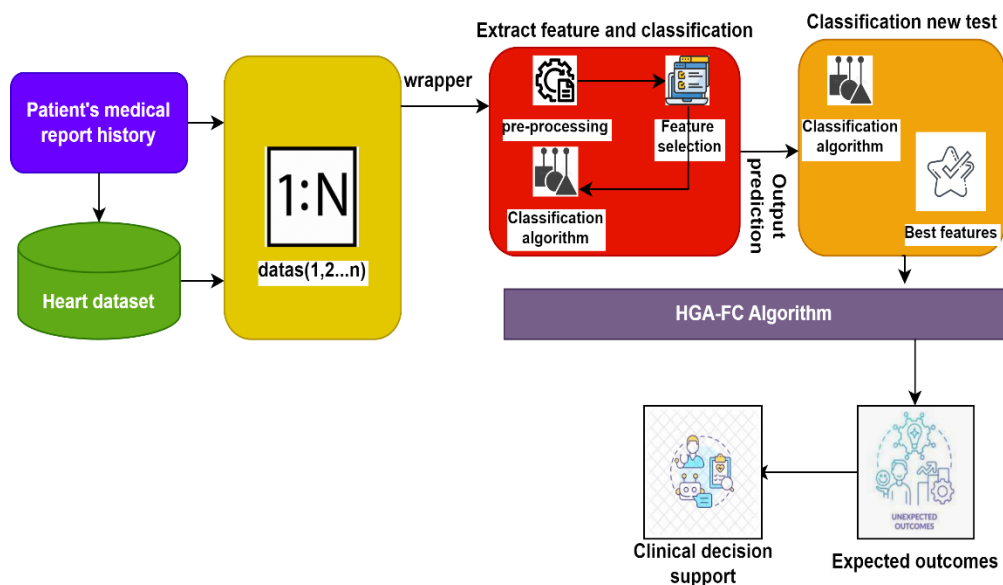 Patient's medical
report history
Heart dataset
1:N
datas(1,2...n)
wrapper
Extract feature and classification
pre-processing
Feature
selection
Classification
algorithm
Output
prediction
Classification new test
Classification
algorithm
Best features
HGA-FC Algorithm
UNEXPECTED
OUTCOMES
Expected outcomes
Clinical decision
support